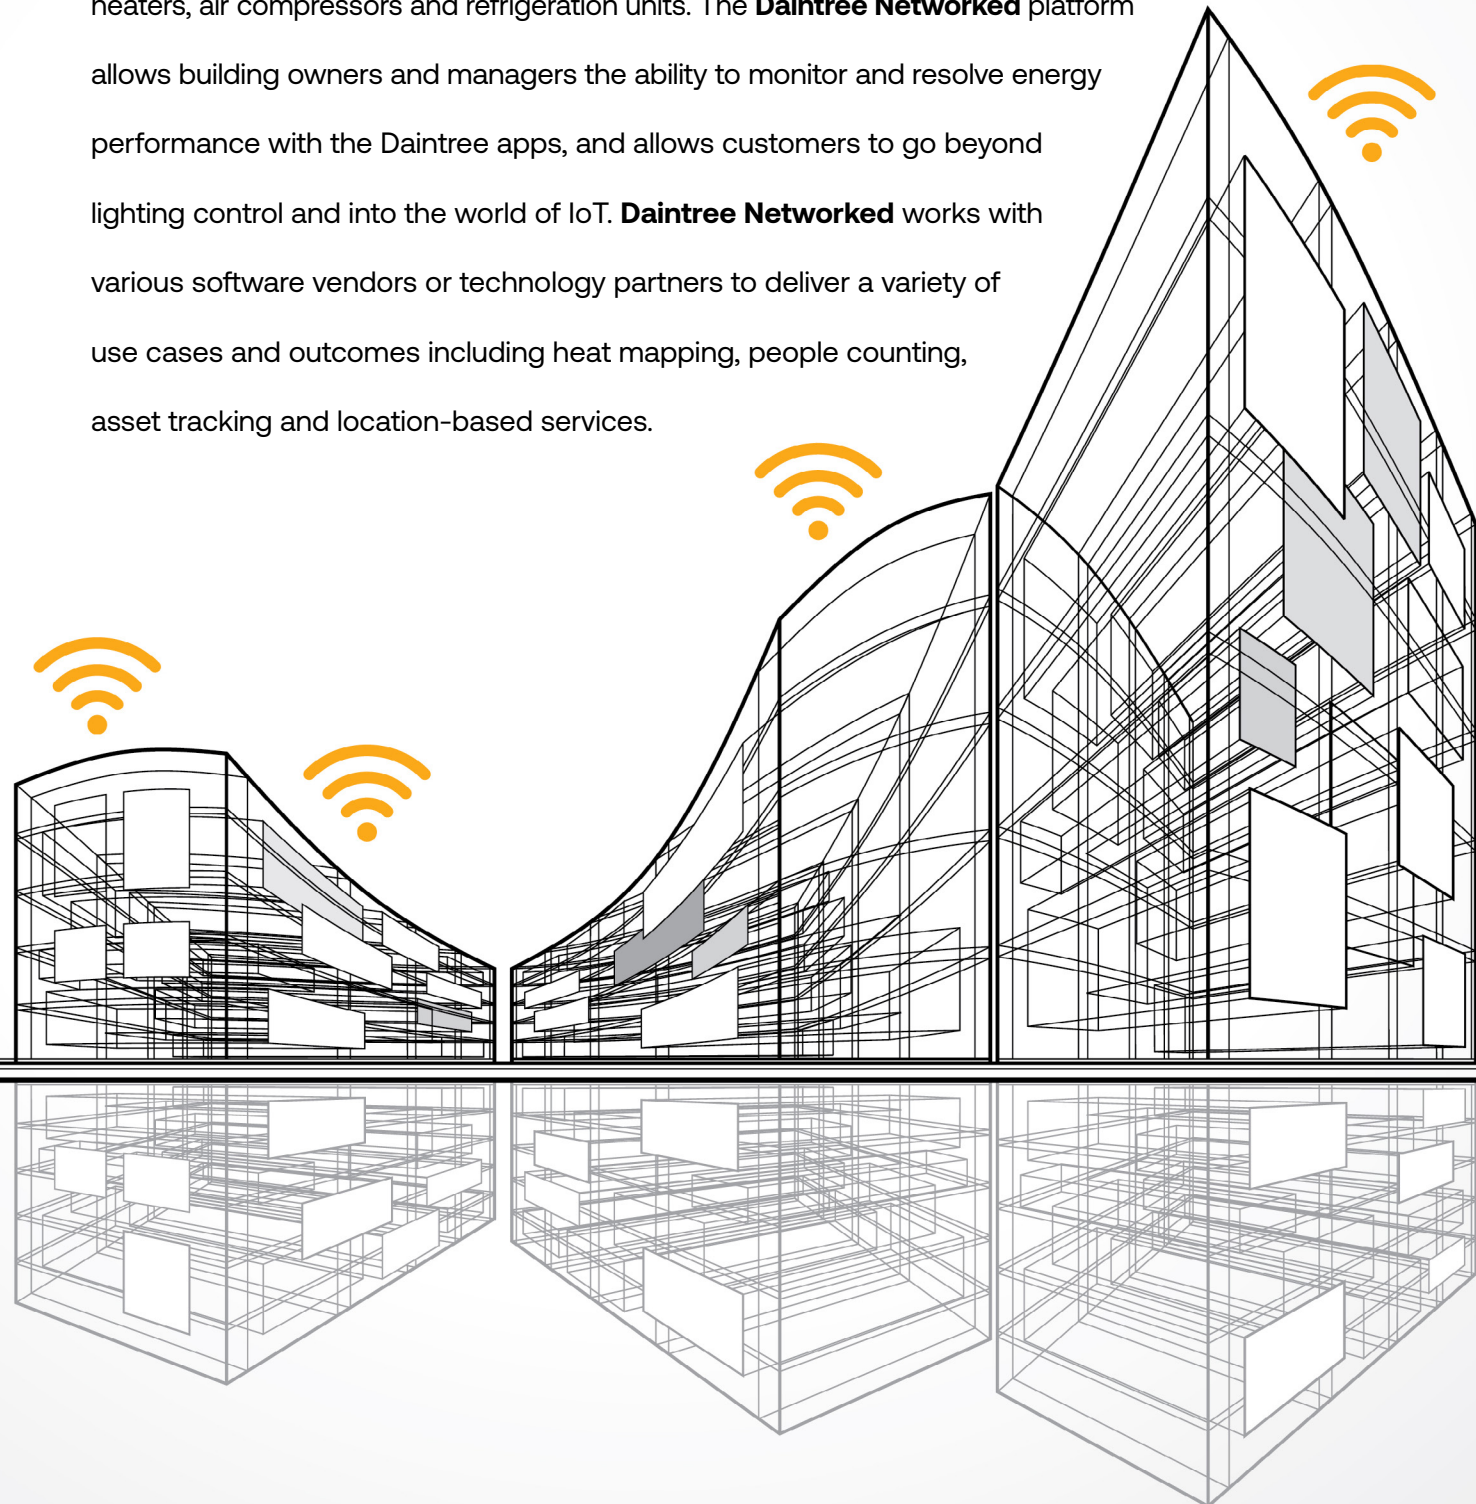 heaters, air compressors and refrigeration units. The Daintree Networked platform
allows building owners and managers the ability to monitor and resolve energy
performance with the Daintree apps, and allows customers to go beyond
lighting control and into the world of IoT. Daintree Networked works with
various software vendors or technology partners to deliver a variety of
use cases and outcomes including heat mapping, people counting,
asset tracking and location-based services.